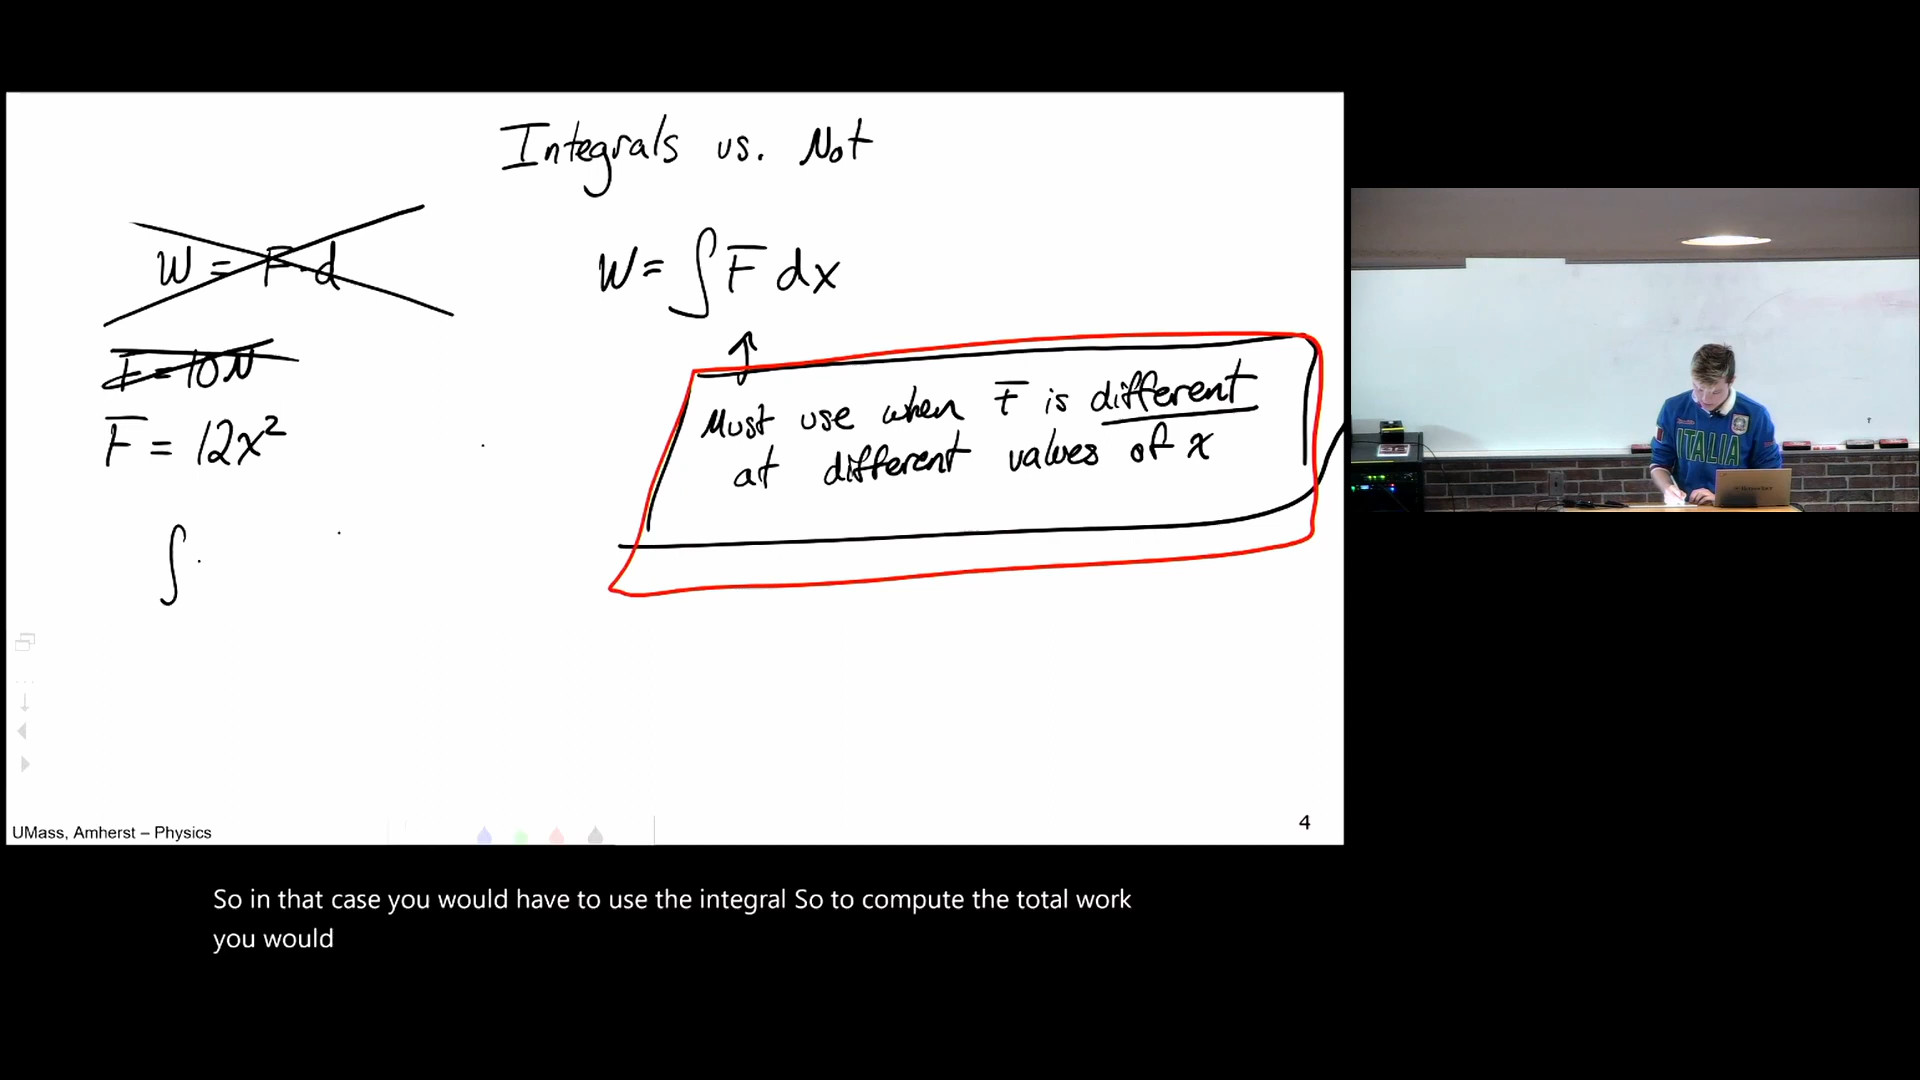 Integrals vs. Not
W = F · d
W = ∫ F dx
F = 10N
F = 12x²
Must use when F is different
at different values of x
∫
UMass, Amherst – Physics
4
ITALIA
So in that case you would have to use the integral So to compute the total work
you would